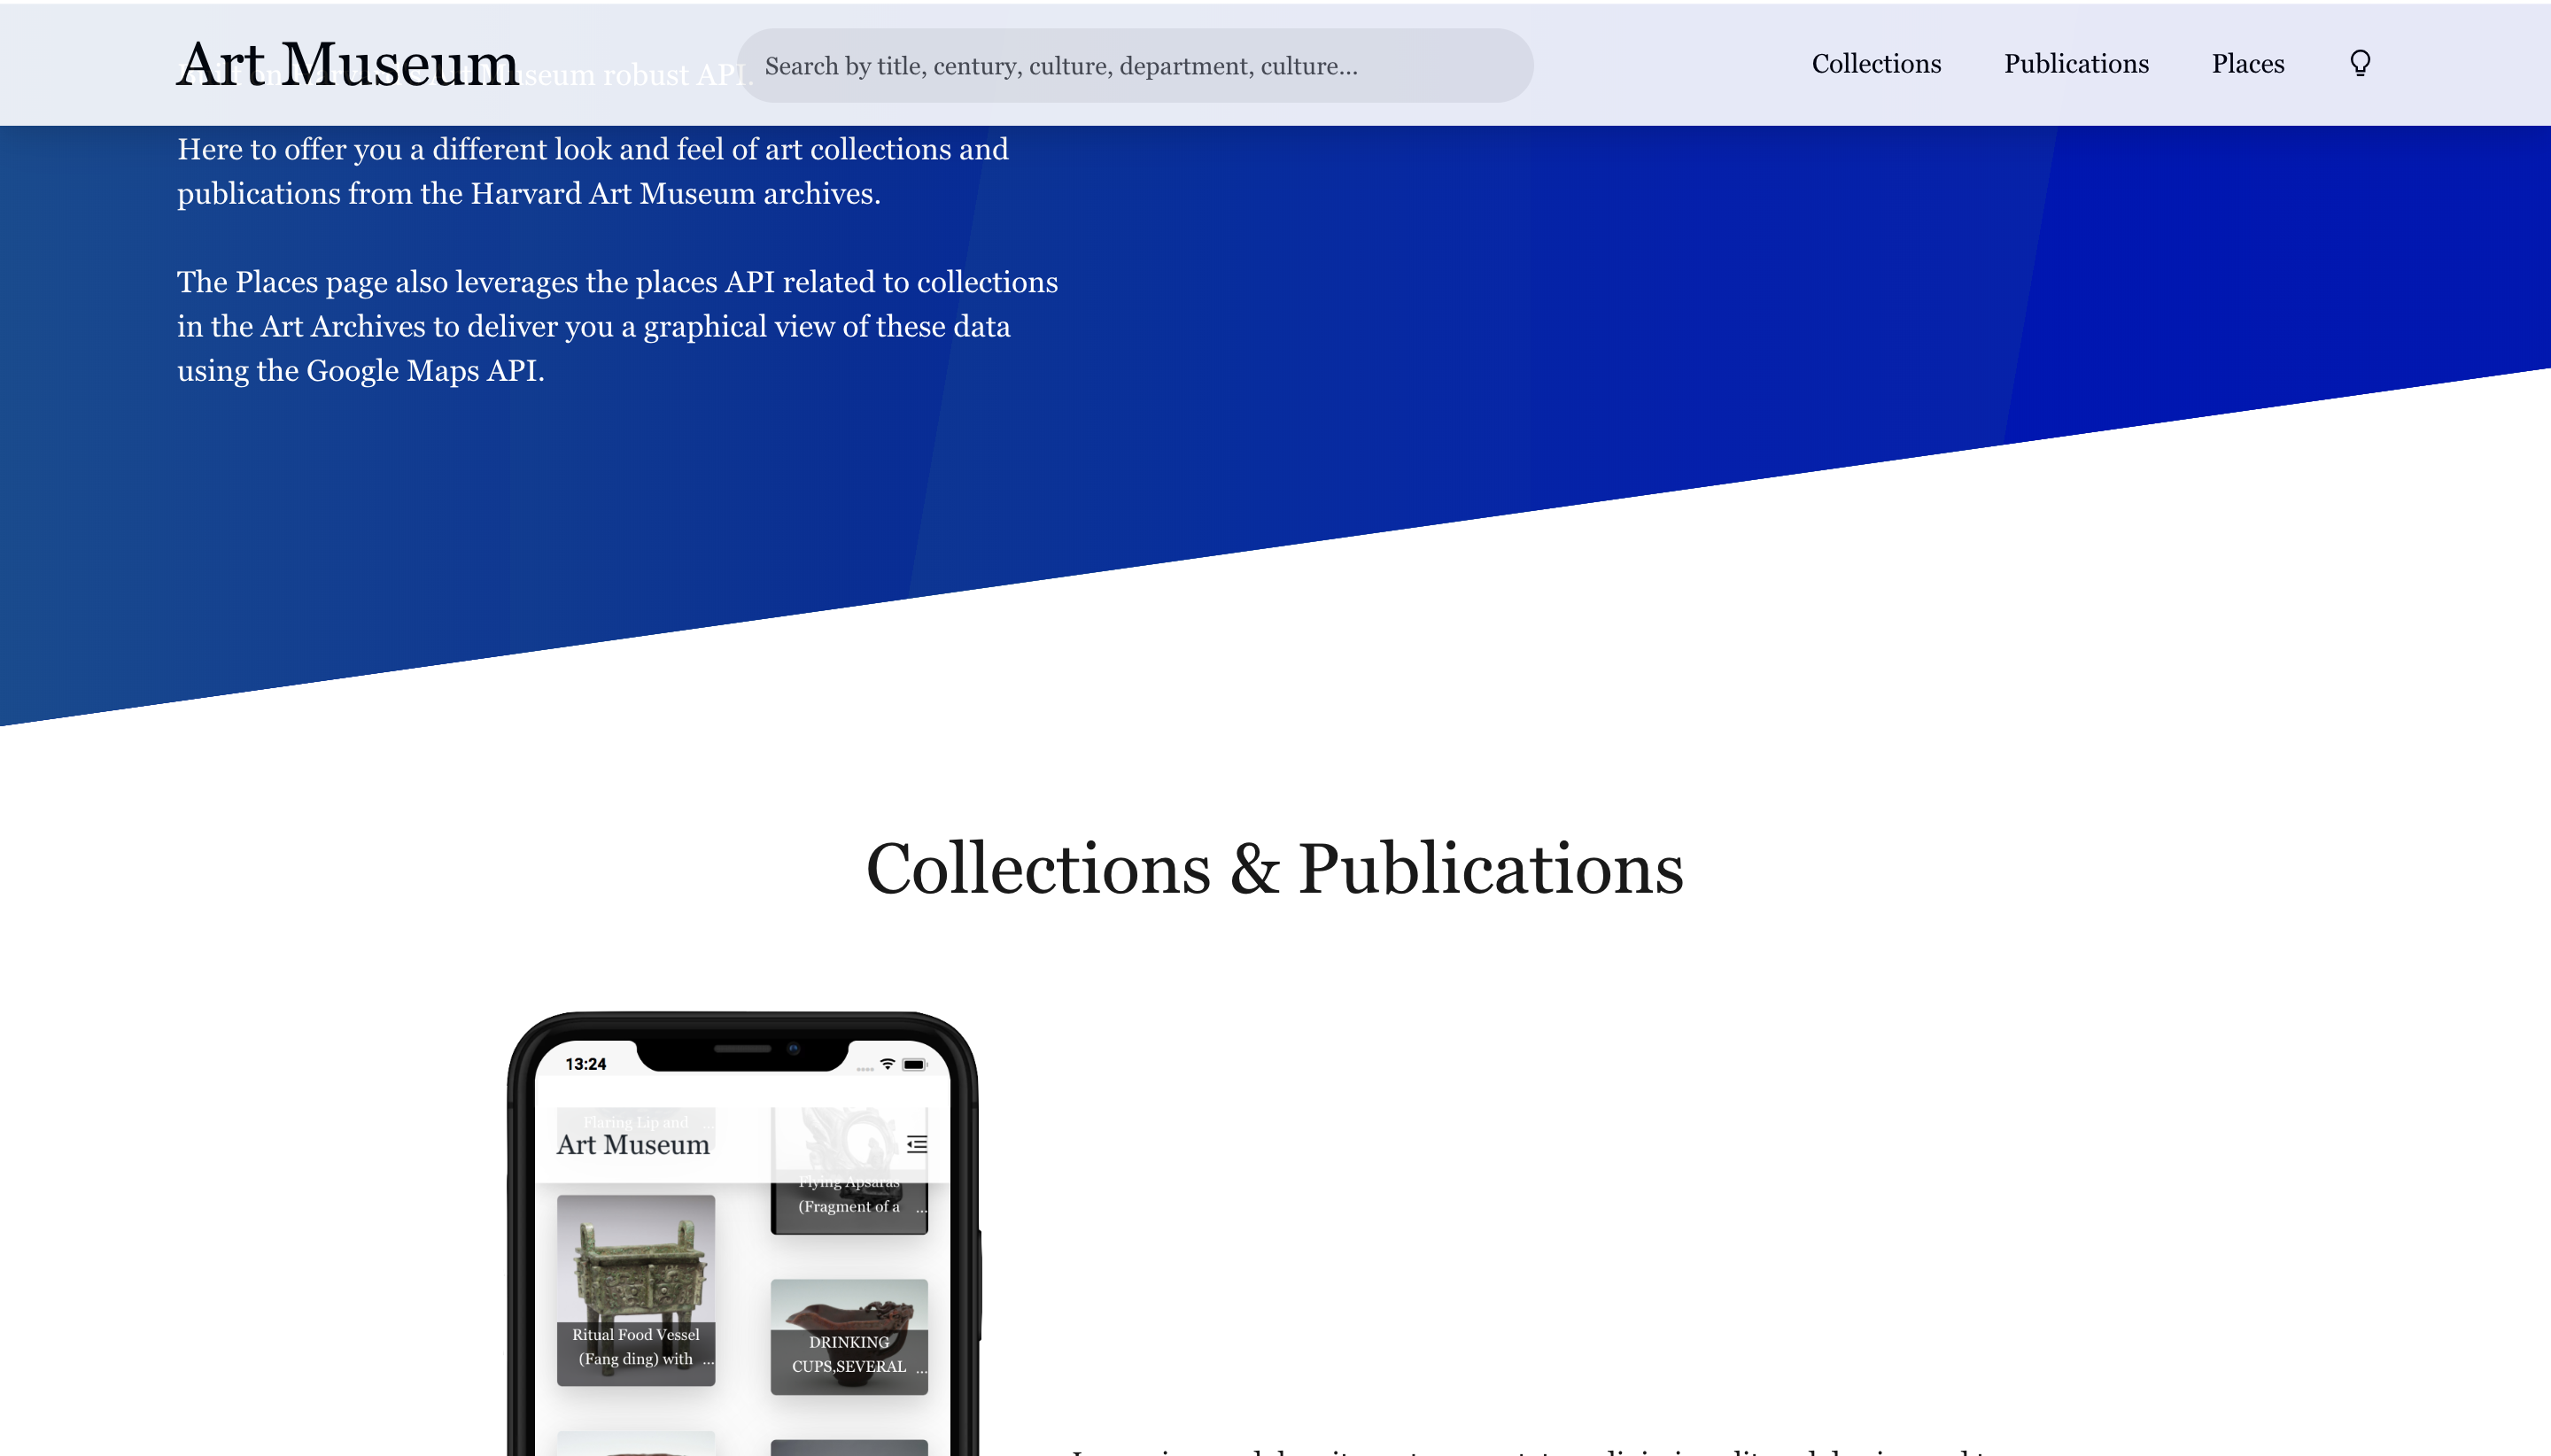 Art Museum
useum robust API.
Search by title, century, culture, department, culture...
Collections
Publications
Places
Here to offer you a different look and feel of art collections and
publications from the Harvard Art Museum archives.
The Places page also leverages the places API related to collections
in the Art Archives to deliver you a graphical view of these data
using the Google Maps API.
Collections & Publications
13:24
Flaring Lip and ...
Art Museum
Flying Apsaras
(Fragment of a ...
Ritual Food Vessel
(Fang ding) with ...
DRINKING
CUPS,SEVERAL ...